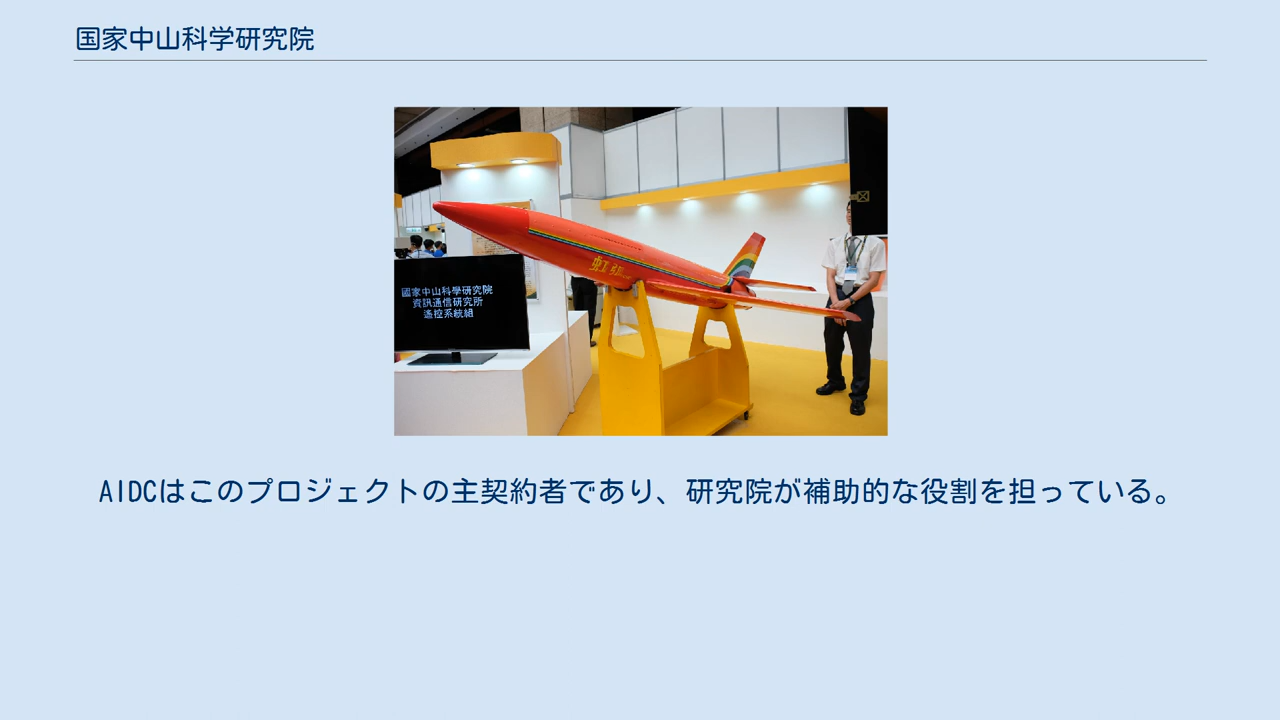 国家中山科学研究院
國家中山科學研究院
資訊通信研究所
遙控系統組
虹弧
AIDCはこのプロジェクトの主契約者であり、研究院が補助的な役割を担っている。